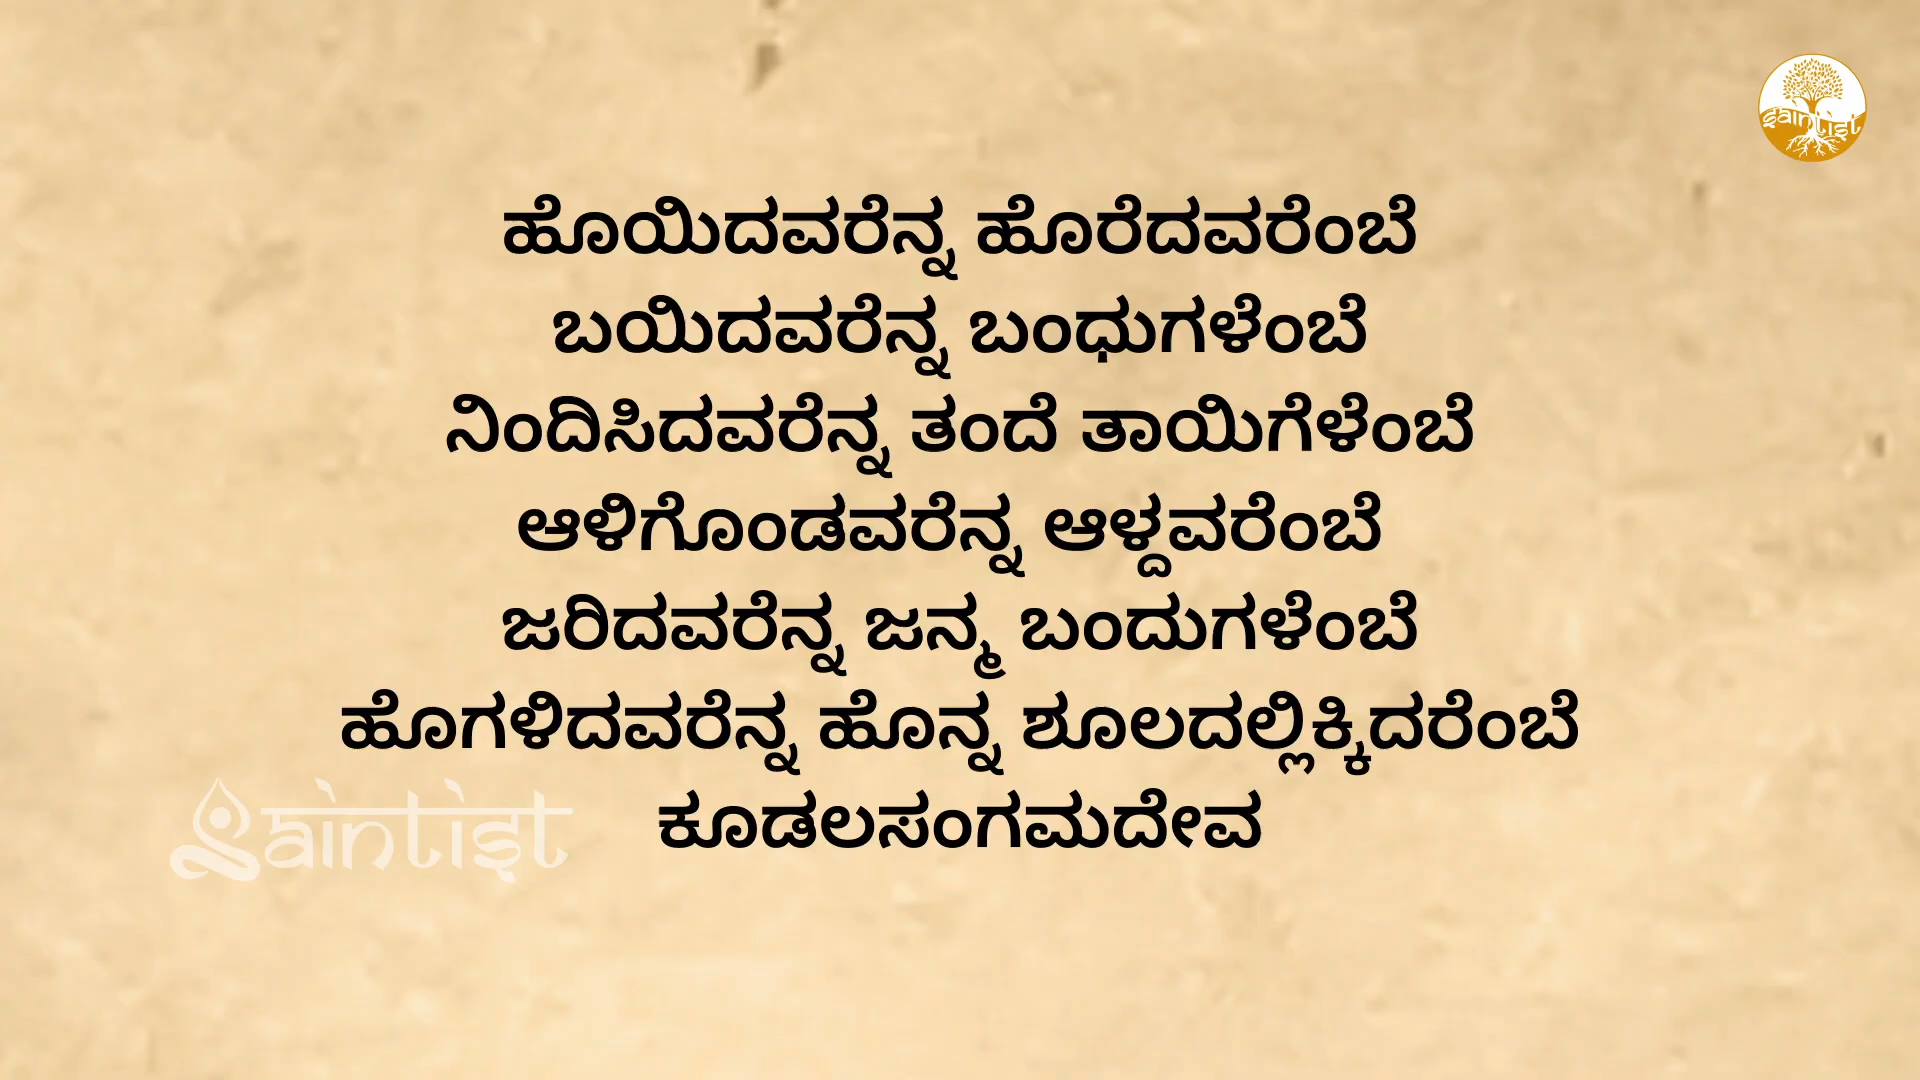 Saintist
ಹೊಯಿದವರೆನ್ನ ಹೊರೆದವರೆಂಬೆ
ಬಯಿದವರೆನ್ನ ಬಂಧುಗಳೆಂಬೆ
ನಿಂದಿಸಿದವರೆನ್ನ ತಂದೆ ತಾಯಿಗೆಳೆಂಬೆ
ಆಳಿಗೊಂಡವರೆನ್ನ ಆಳ್ದವರೆಂಬೆ
ಜರಿದವರೆನ್ನ ಜನ್ಮ ಬಂದುಗಳೆಂಬೆ
ಹೊಗಳಿದವರೆನ್ನ ಹೊನ್ನ ಶೂಲದಲ್ಲಿಕ್ಕಿದರೆಂಬೆ
ಕೂಡಲಸಂಗಮದೇವ
Saintist